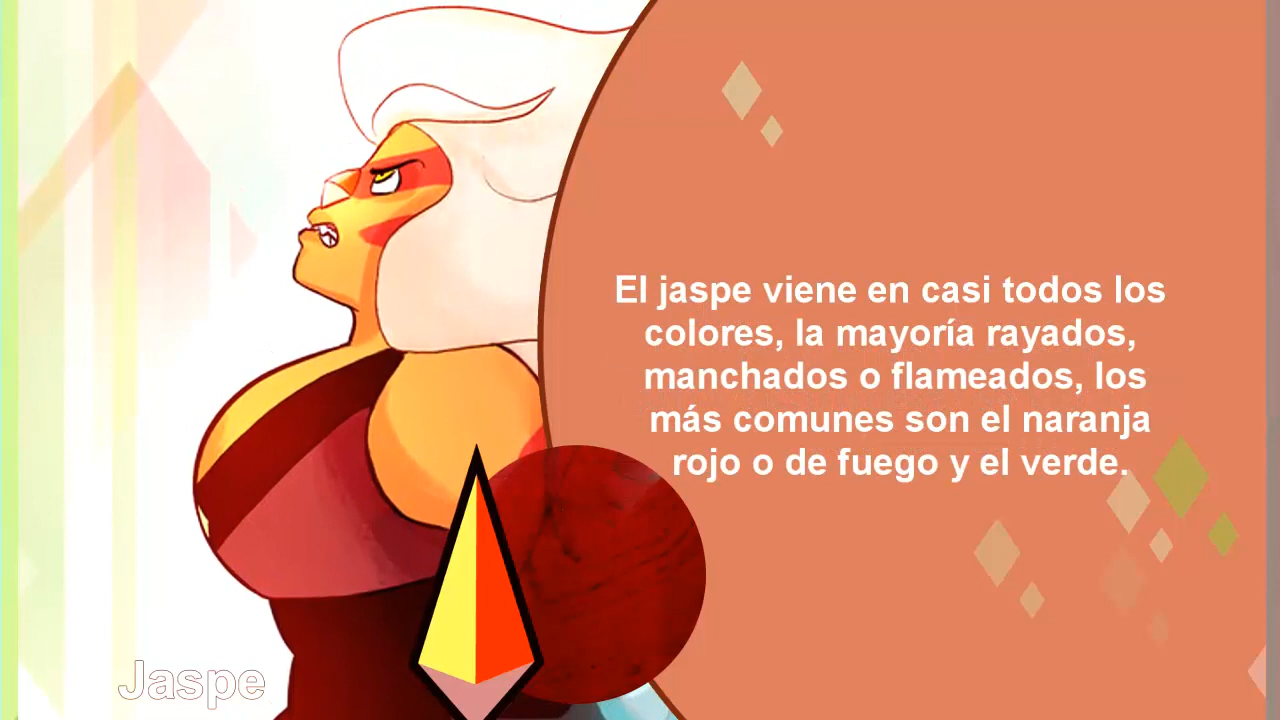 El jaspe viene en casi todos los
colores, la mayoría rayados,
manchados o flameados, los
más comunes son el naranja
rojo o de fuego y el verde.
Jaspe